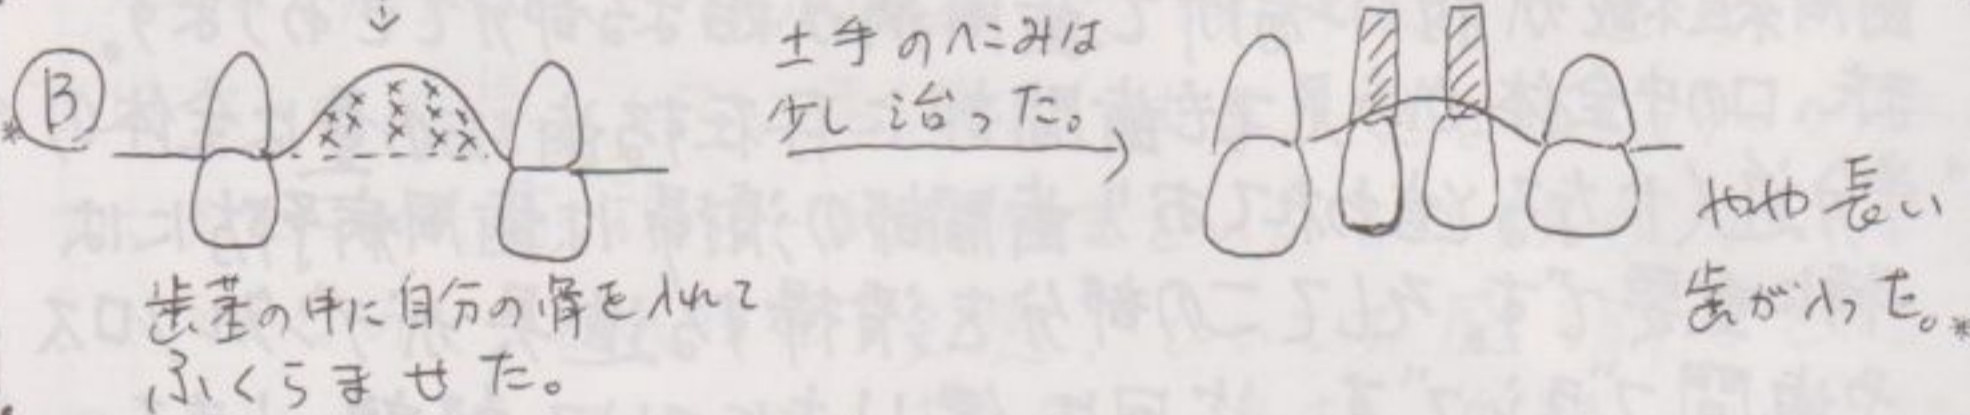 B
土手のへこみは
少し治った。
歯茎の中に自分の骨を入れて
ふくらませた。
やや長い
歯が入った。